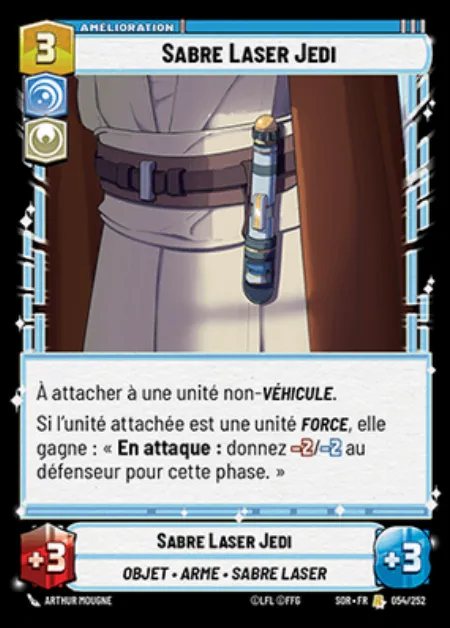 AMÉLIORATION
3
SABRE LASER JEDI
À attacher à une unité non-VÉHICULE.
Si l'unité attachée est une unité FORCE, elle
gagne : « En attaque : donnez -2/-2 au
défenseur pour cette phase. »
+3
SABRE LASER JEDI
OBJET • ARME • SABRE LASER
+3
ARTHUR MOUGNE
©LFL ©FFG
SOR • FR R 054/252